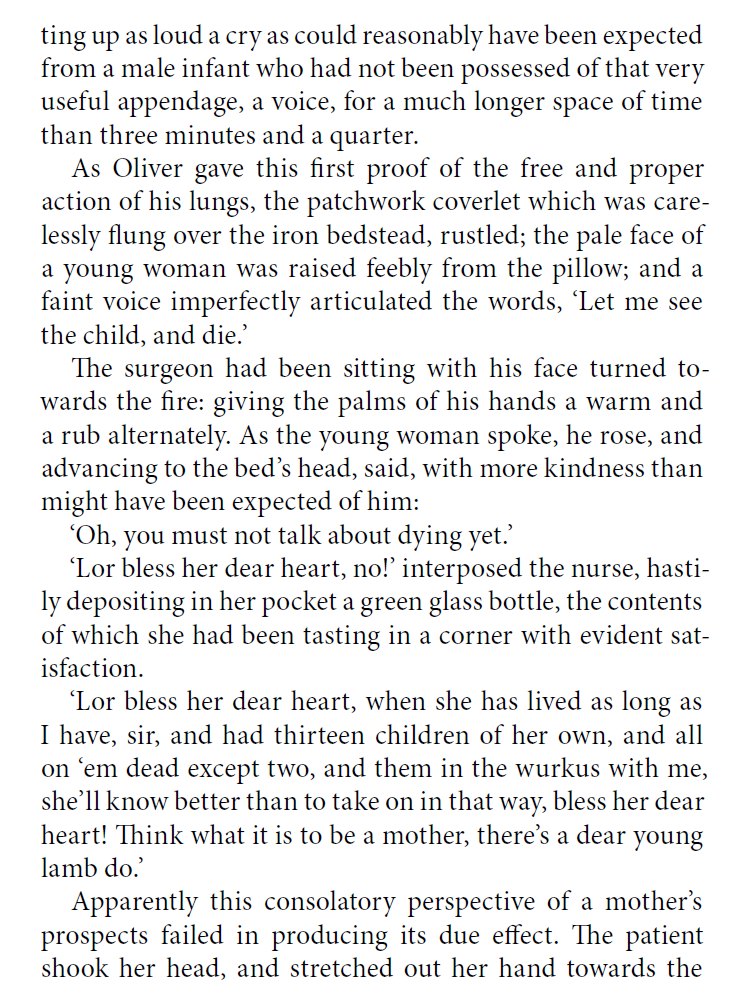 ting up as loud a cry as could reasonably have been expected
from a male infant who had not been possessed of that very
useful appendage, a voice, for a much longer space of time
than three minutes and a quarter.
As Oliver gave this first proof of the free and proper
action of his lungs, the patchwork coverlet which was care-
lessly flung over the iron bedstead, rustled; the pale face of
a young woman was raised feebly from the pillow; and a
faint voice imperfectly articulated the words, ‘Let me see
the child, and die.’
The surgeon had been sitting with his face turned to-
wards the fire: giving the palms of his hands a warm and
a rub alternately. As the young woman spoke, he rose, and
advancing to the bed’s head, said, with more kindness than
might have been expected of him:
‘Oh, you must not talk about dying yet.’
‘Lor bless her dear heart, no!’ interposed the nurse, hasti-
ly depositing in her pocket a green glass bottle, the contents
of which she had been tasting in a corner with evident sat-
isfaction.
‘Lor bless her dear heart, when she has lived as long as
I have, sir, and had thirteen children of her own, and all
on ‘em dead except two, and them in the wurkus with me,
she’ll know better than to take on in that way, bless her dear
heart! Think what it is to be a mother, there’s a dear young
lamb do.’
Apparently this consolatory perspective of a mother’s
prospects failed in producing its due effect. The patient
shook her head, and stretched out her hand towards the